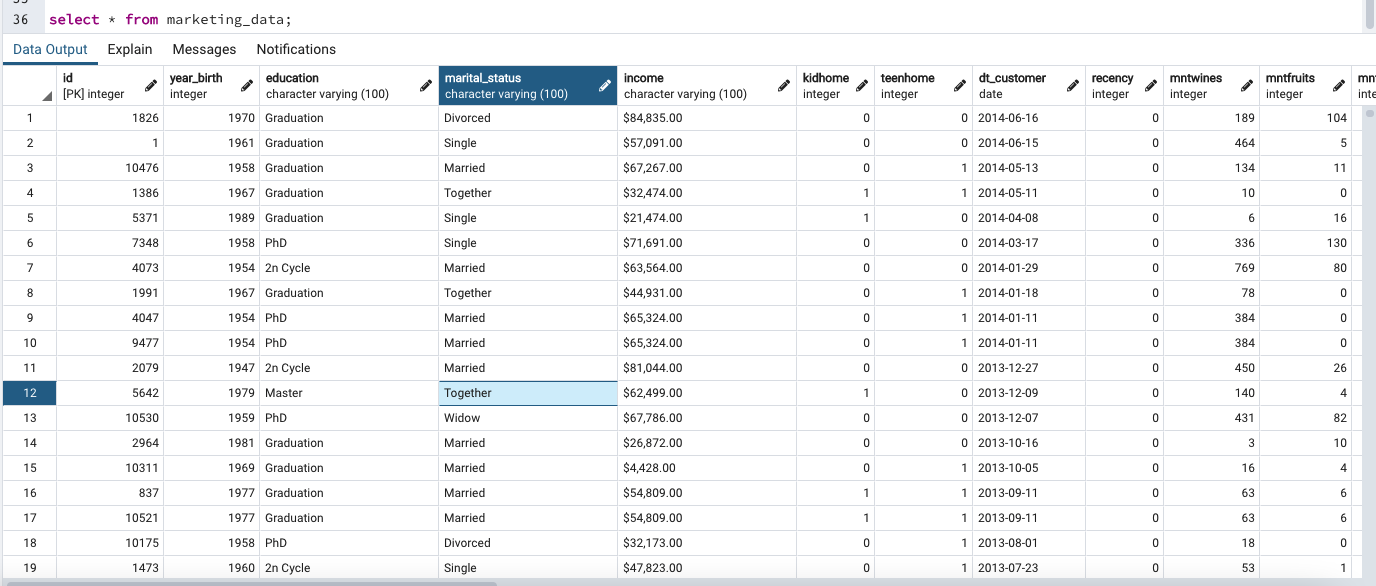 36 select * from marketing_data;
Data Output Explain Messages Notifications
id year_birth education marital_status income kidhome teenhome dt_customer recency mntwines mntfruits
[PK] integer integer character varying (100) character varying (100) character varying (100) integer integer date integer integer integer
1 1826 1970 Graduation Divorced $84,835.00 0 0 2014-06-16 0 189 104
2 1 1961 Graduation Single $57,091.00 0 0 2014-06-15 0 464 5
3 10476 1958 Graduation Married $67,267.00 0 1 2014-05-13 0 134 11
4 1386 1967 Graduation Together $32,474.00 1 1 2014-05-11 0 10 0
5 5371 1989 Graduation Single $21,474.00 1 0 2014-04-08 0 6 16
6 7348 1958 PhD Single $71,691.00 0 0 2014-03-17 0 336 130
7 4073 1954 2n Cycle Married $63,564.00 0 0 2014-01-29 0 769 80
8 1991 1967 Graduation Together $44,931.00 0 1 2014-01-18 0 78 0
9 4047 1954 PhD Married $65,324.00 0 1 2014-01-11 0 384 0
10 9477 1954 PhD Married $65,324.00 0 1 2014-01-11 0 384 0
11 2079 1947 2n Cycle Married $81,044.00 0 0 2013-12-27 0 450 26
12 5642 1979 Master Together $62,499.00 1 0 2013-12-09 0 140 4
13 10530 1959 PhD Widow $67,786.00 0 0 2013-12-07 0 431 82
14 2964 1981 Graduation Married $26,872.00 0 0 2013-10-16 0 3 10
15 10311 1969 Graduation Married $4,428.00 0 1 2013-10-05 0 16 4
16 837 1977 Graduation Married $54,809.00 1 1 2013-09-11 0 63 6
17 10521 1977 Graduation Married $54,809.00 1 1 2013-09-11 0 63 6
18 10175 1958 PhD Divorced $32,173.00 0 1 2013-08-01 0 18 0
19 1473 1960 2n Cycle Single $47,823.00 0 1 2013-07-23 0 53 1